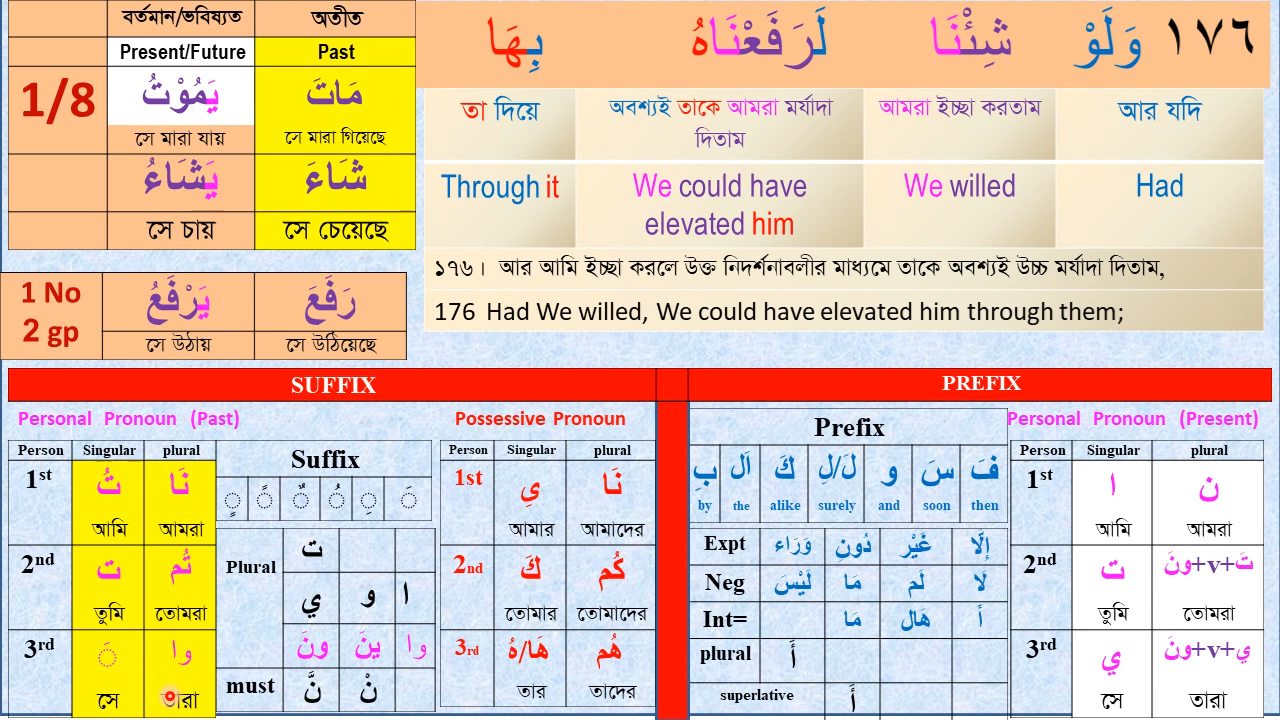 বর্তমান/ভবিষ্যত অতীত
Present/Future Past
1/8 يَمُوْتُ مَاتَ
সে মারা যায় সে মারা গিয়েছে
يَشَاءُ شَاءَ
সে চায় সে চেয়েছে
1 No
2 gp
يَرْفَعُ رَفَعَ
সে উঠায় সে উঠিয়েছে
١٧٦ وَلَوْ شِئْنَا لَرَفَعْنَاهُ بِهَا
তা দিয়ে
অবশ্যই তাকে আমরা মর্যাদা
দিতাম
আমরা ইচ্ছা করতাম
আর যদি
Through it
We could have
elevated him
We willed
Had
১৭৬। আর আমি ইচ্ছা করলে উক্ত নিদর্শনাবলীর মাধ্যমে তাকে অবশ্যই উচ্চ মর্যাদা দিতাম,
176 Had We willed, We could have elevated him through them;
SUFFIX
Personal Pronoun (Past)
Person Singular plural
1st تُ نَا
আমি আমরা
2nd ت تُم
তুমি তোমরা
3rd َ وا
সে তারা
Suffix
ٍ ً ٌ ُ ِ َ
Plural ت
ي و ا
ونَ ينَ وا
must نَّ نْ
Possessive Pronoun
Person Singular plural
1st ىِ نَا
আমার আমাদের
2nd كَ كُم
তোমার তোমাদের
3rd هَا/هُ هُم
তার তাদের
PREFIX
Prefix
بِ اَل كَ لَ/لِ و سَ فَ
by the alike surely and soon then
Expt وَرَاء دُونِ غَيْر إِلَّا
Neg لَيْسَ مَا لَم لَا
Int= مَا هَال أَ
plural أَ
superlative أَ
Personal Pronoun (Present)
Person Singular plural
1st ا ن
আমি আমরা
2nd ت تَ+v+ونَ
তুমি তোমরা
3rd ي ي+v+ونَ
সে তারা